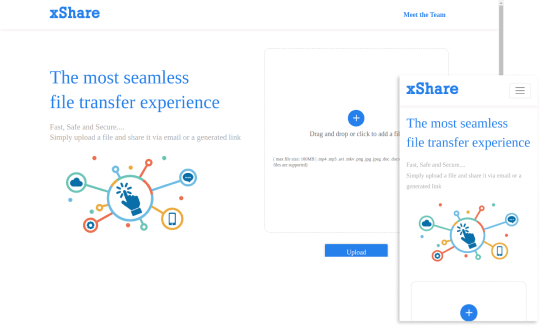 xShare
Meet the Team
The most seamless
file transfer experience
Fast, Safe and Secure....
Simply upload a file and share it via email or a generated link
Drag and drop or click to add a fil
( max file size: 100MB | .mp4 .mp3 .avi .mkv .png .jpg .jpeg .doc .docx
files are supported)
Upload
xShare
The most seamless
file transfer experience
Fast, Safe and Secure....
Simply upload a file and share it via email or a
generated link